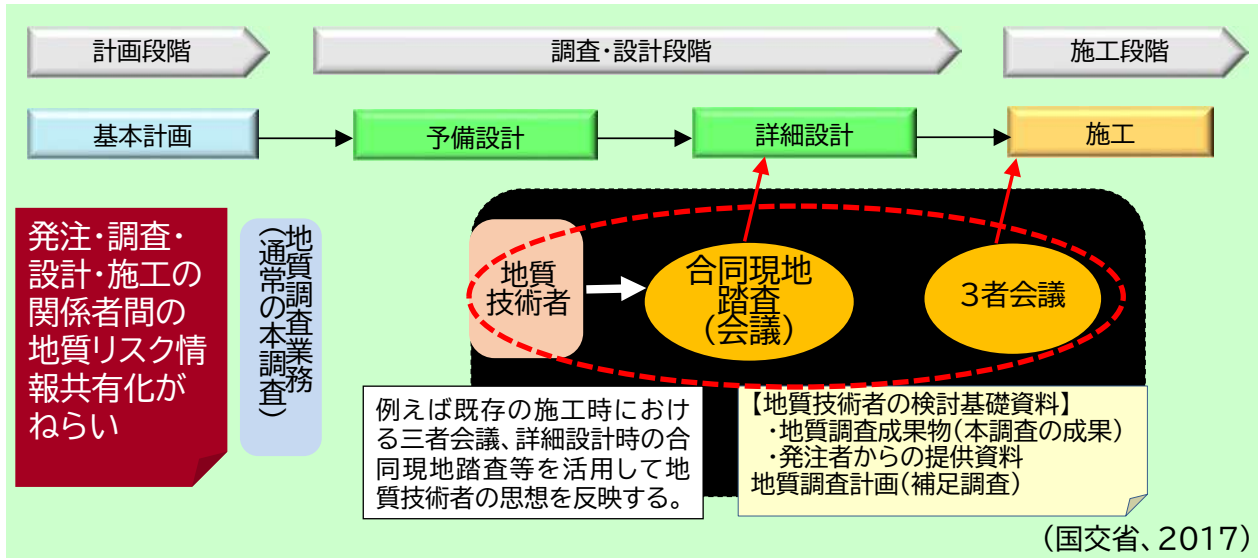 計画段階
調査・設計段階
施工段階
基本計画
予備設計
詳細設計
施工
発注・調査・
設計・施工の
関係者間の
地質リスク情
報共有化が
ねらい
地質調査業務
(通常の本調査)
地質
技術者
合同現地
踏査
(会議)
3者会議
例えば既存の施工時におけ
る三者会議、詳細設計時の合
同現地踏査等を活用して地
質技術者の思想を反映する。
【地質技術者の検討基礎資料】
・地質調査成果物(本調査の成果)
・発注者からの提供資料
地質調査計画(補足調査)
(国交省、2017)